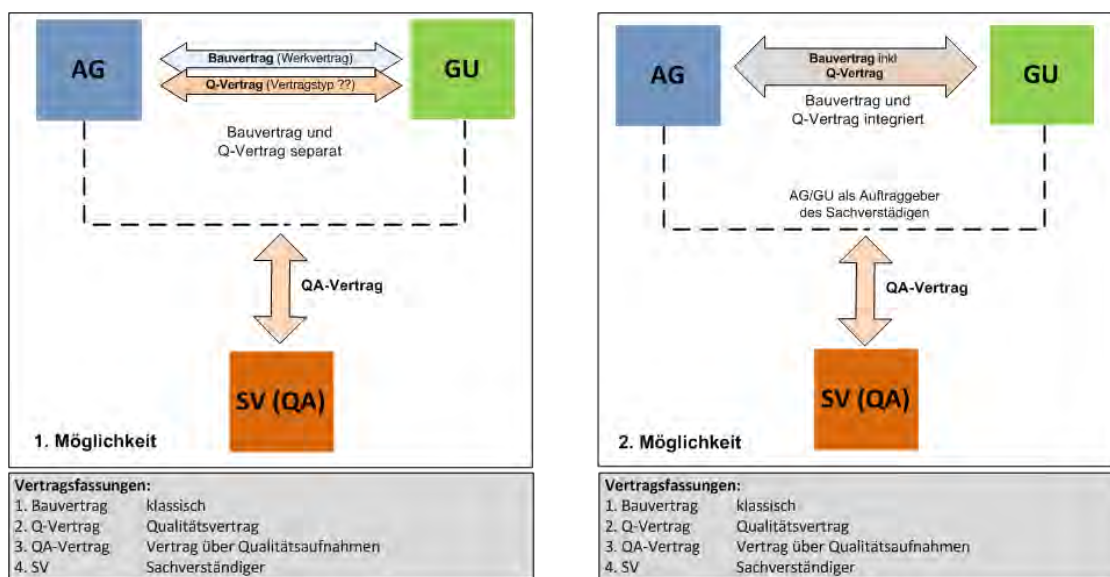 AG
Bauvertrag (Werkvertrag)
Q-Vertrag (Vertragstyp ??)
GU
Bauvertrag und
Q-Vertrag separat
QA-Vertrag
SV (QA)
1. Möglichkeit
Vertragsfassungen:
1. Bauvertrag klassisch
2. Q-Vertrag Qualitätsvertrag
3. QA-Vertrag Vertrag über Qualitätsaufnahmen
4. SV Sachverständiger
AG
Bauvertrag inkl
Q-Vertrag
GU
Bauvertrag und
Q-Vertrag integriert
AG/GU als Auftraggeber
des Sachverstädigen
QA-Vertrag
SV (QA)
2. Möglichkeit
Vertragsfassungen:
1. Bauvertrag klassisch
2. Q-Vertrag Qualitätsvertrag
3. QA-Vertrag Vertrag über Qualitätsaufnahmen
4. SV Sachverständiger